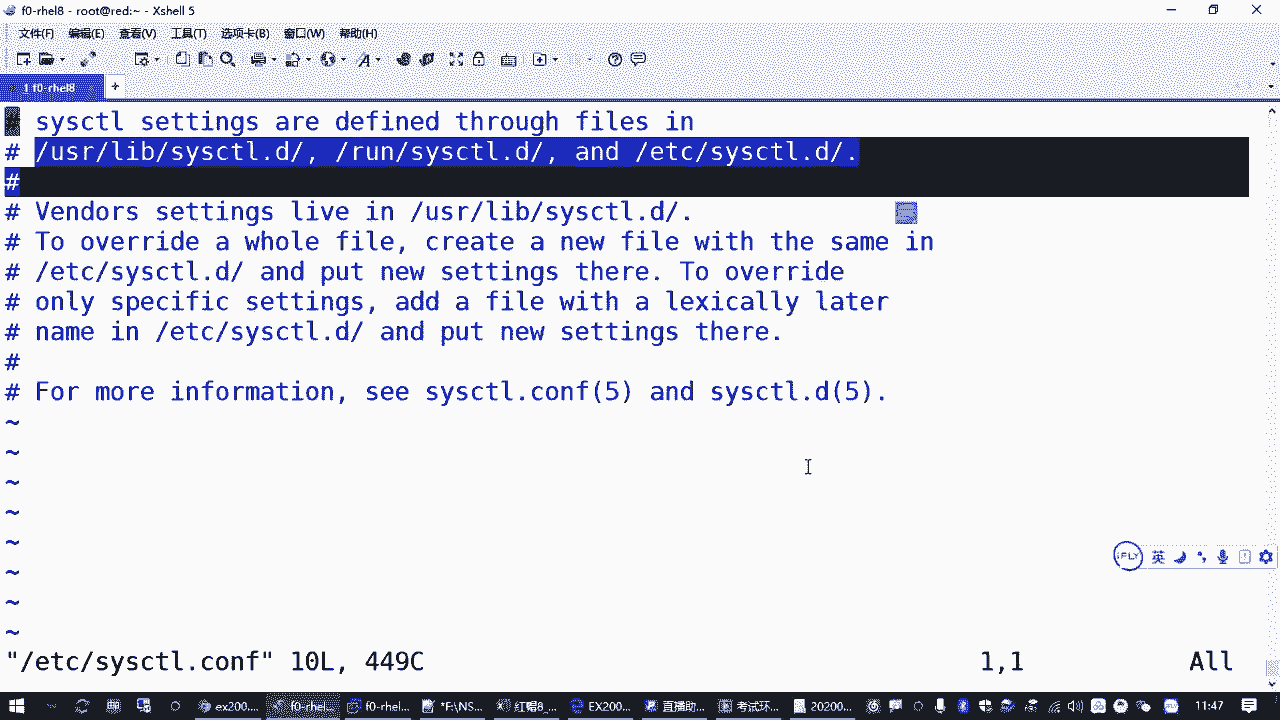 f0-rhel8 - root@red:~ - Xshell 5
文件(F) 编辑(E) 查看(V) 工具(T) 选项卡(B) 窗口(W) 帮助(H)
1 f0-rhel8 +
sysctl settings are defined through files in
# /usr/lib/sysctl.d/, /run/sysctl.d/, and /etc/sysctl.d/.
#
# Vendors settings live in /usr/lib/sysctl.d/.
# To override a whole file, create a new file with the same in
# /etc/sysctl.d/ and put new settings there. To override
# only specific settings, add a file with a lexically later
# name in /etc/sysctl.d/ and put new settings there.
#
# For more information, see sysctl.conf(5) and sysctl.d(5).
~
~
~
~
~
~
~
~
iFLY 英
"/etc/sysctl.conf" 10L, 449C 1,1 All
ex200... f0-rhel... f0-rhel... *F:\NS... 红帽8_... EX200... 直播助... 考试环... 20200... 11:47